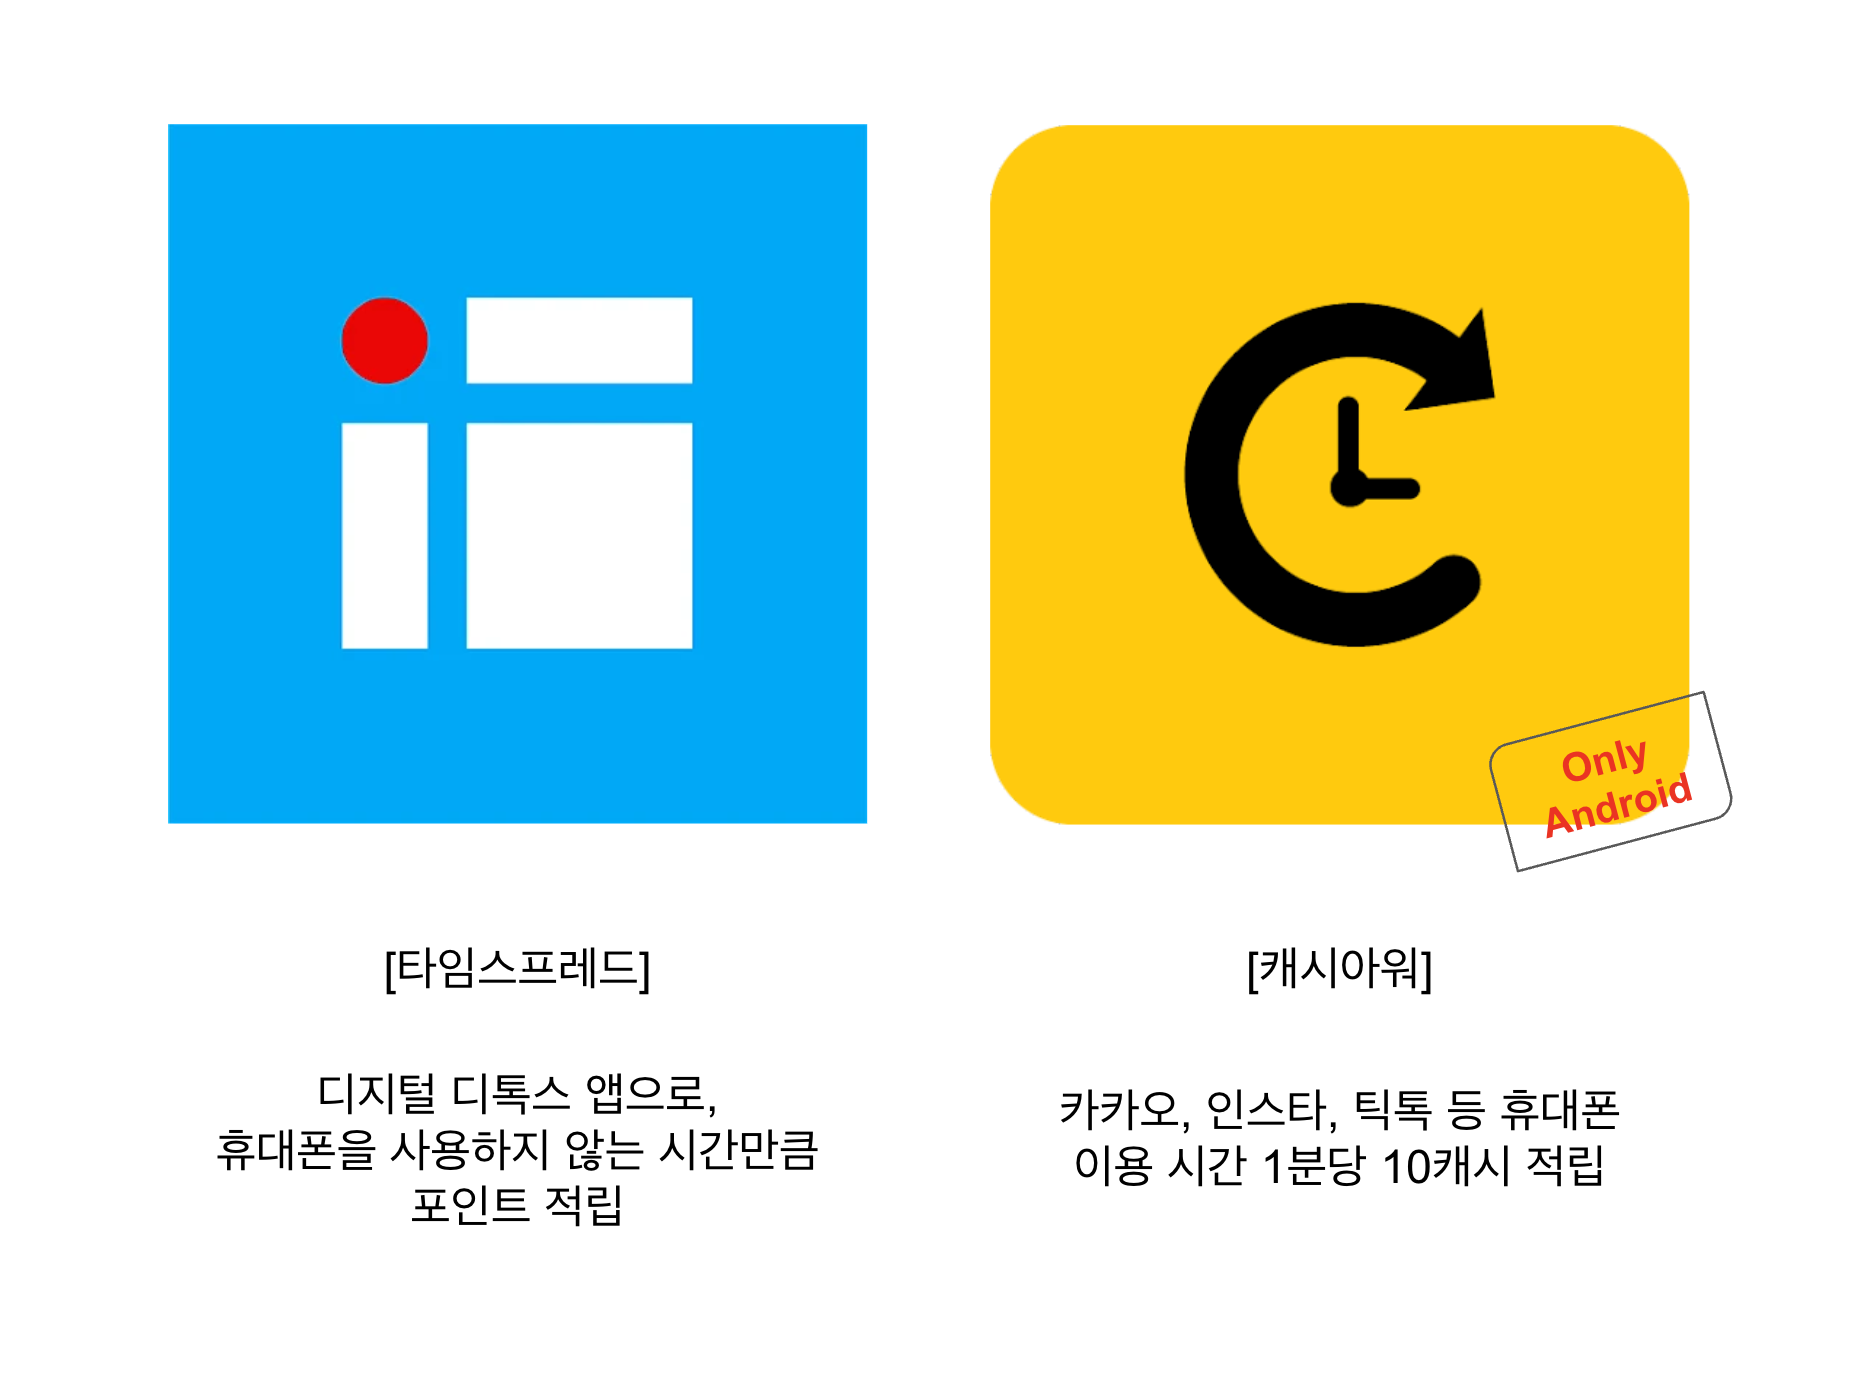 Only
Android
[타임스프레드]
디지털 디톡스 앱으로,
휴대폰을 사용하지 않는 시간만큼
포인트 적립
[캐시아워]
카카오, 인스타, 틱톡 등 휴대폰
이용 시간 1분당 10캐시 적립